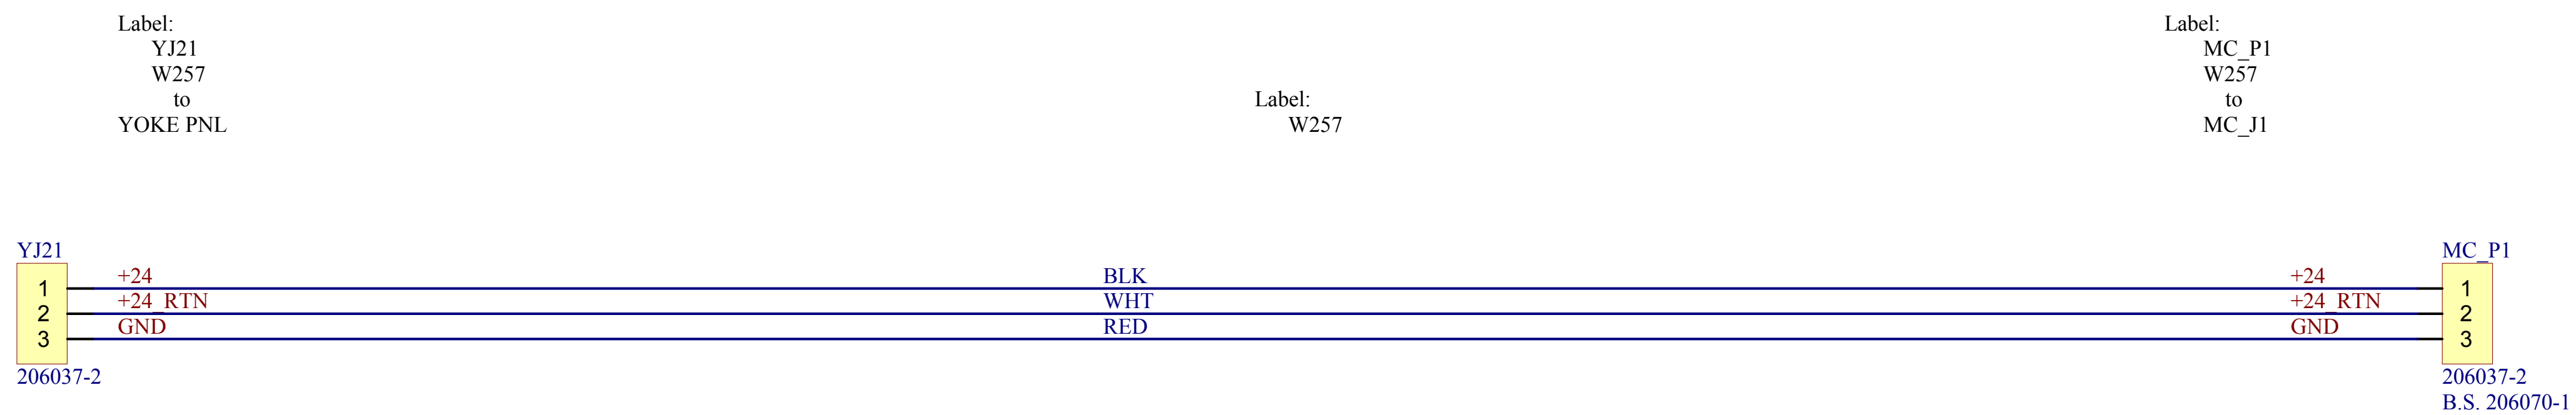 Label:
YJ21
W257
to
YOKE PNL
Label:
W257
Label:
MC_P1
W257
to
MC_J1
YJ21
1
2
3
206037-2
+24
+24_RTN
GND
BLK
WHT
RED
+24
+24_RTN
GND
MC_P1
1
2
3
206037-2
B.S. 206070-1